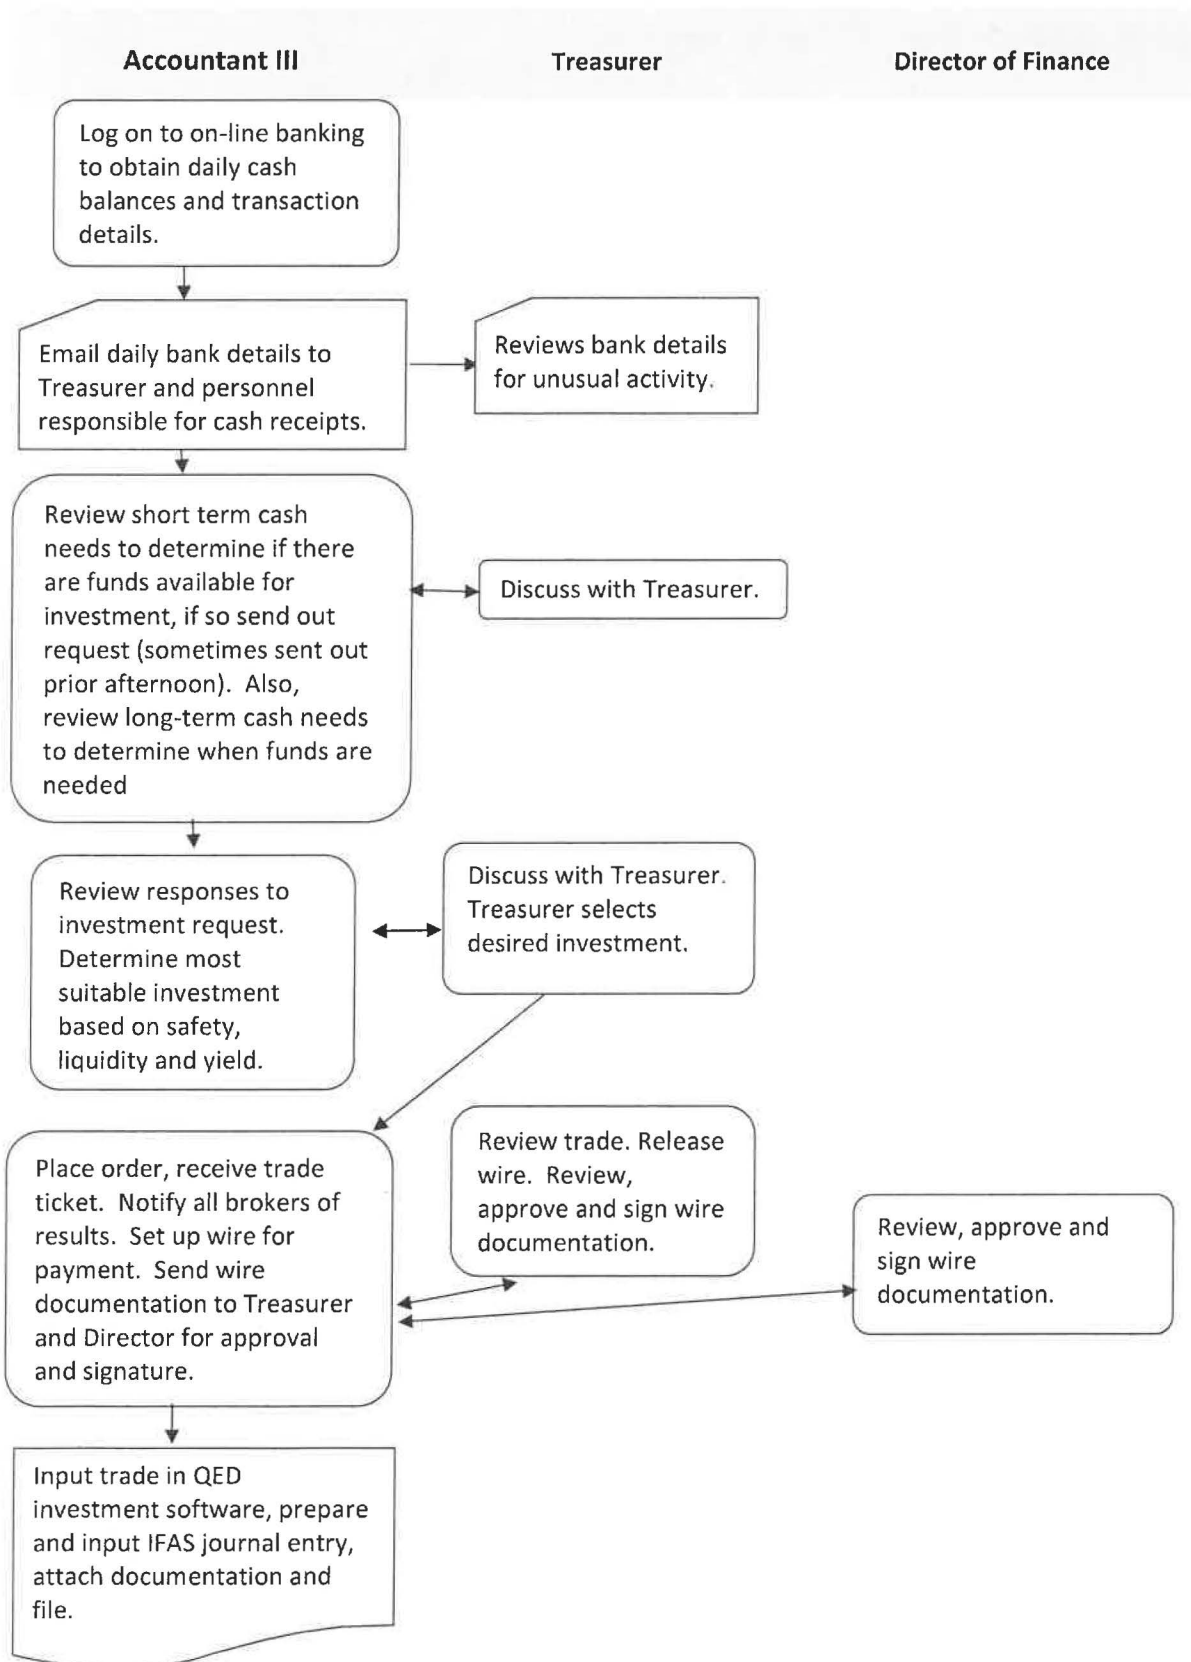 Accountant III
Treasurer
Director of Finance
Log on to on-line banking
to obtain daily cash
balances and transaction
details.
Email daily bank details to
Treasurer and personnel
responsible for cash receipts.
Reviews bank details
for unusual activity.
Review short term cash
needs to determine if there
are funds available for
investment, if so send out
request (sometimes sent out
prior afternoon).  Also,
review long-term cash needs
to determine when funds are
needed
Discuss with Treasurer.
Review responses to
investment request.
Determine most
suitable investment
based on safety,
liquidity and yield.
Discuss with Treasurer.
Treasurer selects
desired investment.
Place order, receive trade
ticket.  Notify all brokers of
results.  Set up wire for
payment.  Send wire
documentation to Treasurer
and Director for approval
and signature.
Review trade. Release
wire.  Review,
approve and sign wire
documentation.
Review, approve and
sign wire
documentation.
Input trade in QED
investment software, prepare
and input IFAS journal entry,
attach documentation and
file.